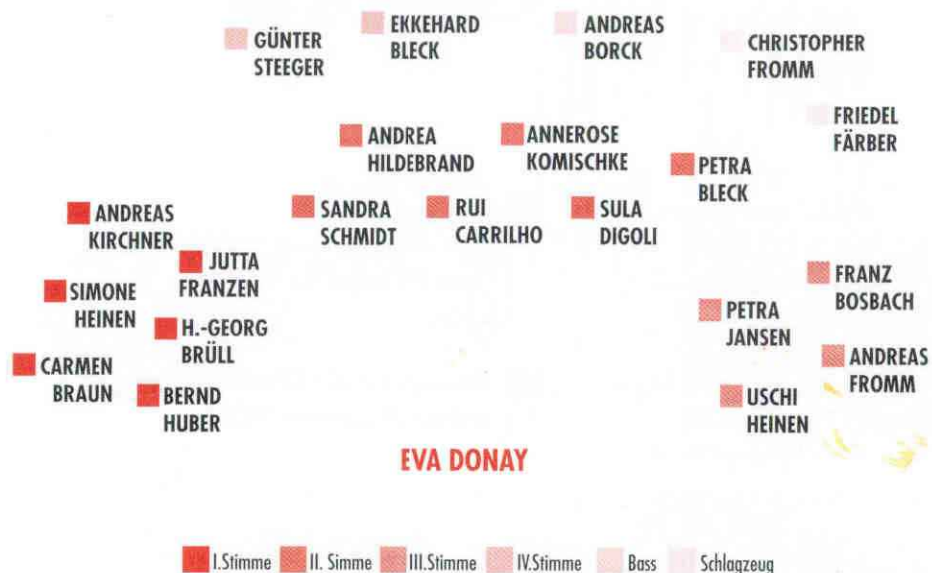 GÜNTER
STEEGER
EKKEHARD
BLECK
ANDREAS
BORCK
CHRISTOPHER
FROMM
FRIEDEL
FÄRBER
ANDREA
HILDEBRAND
ANNEROSE
KOMISCHKE
PETRA
BLECK
SANDRA
SCHMIDT
RUI
CARRILHO
SULA
DIGOLI
ANDREAS
KIRCHNER
JUTTA
FRANZEN
SIMONE
HEINEN
H.-GEORG
BRÜLL
CARMEN
BRAUN
BERND
HUBER
FRANZ
BOSBACH
PETRA
JANSEN
ANDREAS
FROMM
USCHI
HEINEN
EVA DONAY
I.Stimme II. Simme III.Stimme IV.Stimme Bass Schlagzeug